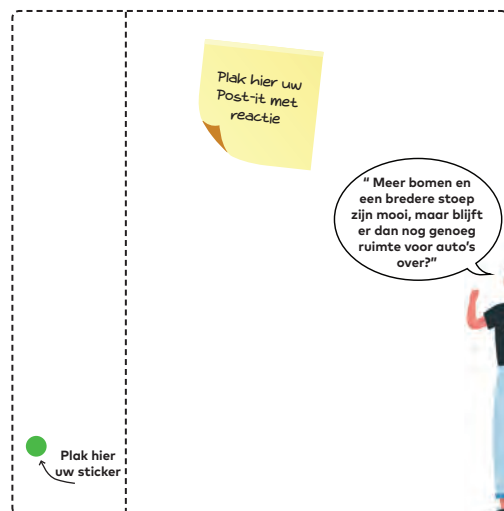 Plak hier uw
Post-it met
reactie
“ Meer bomen en
een bredere stoep
zijn mooi, maar blijft
er dan nog genoeg
ruimte voor auto's
over?”
Plak hier
uw sticker